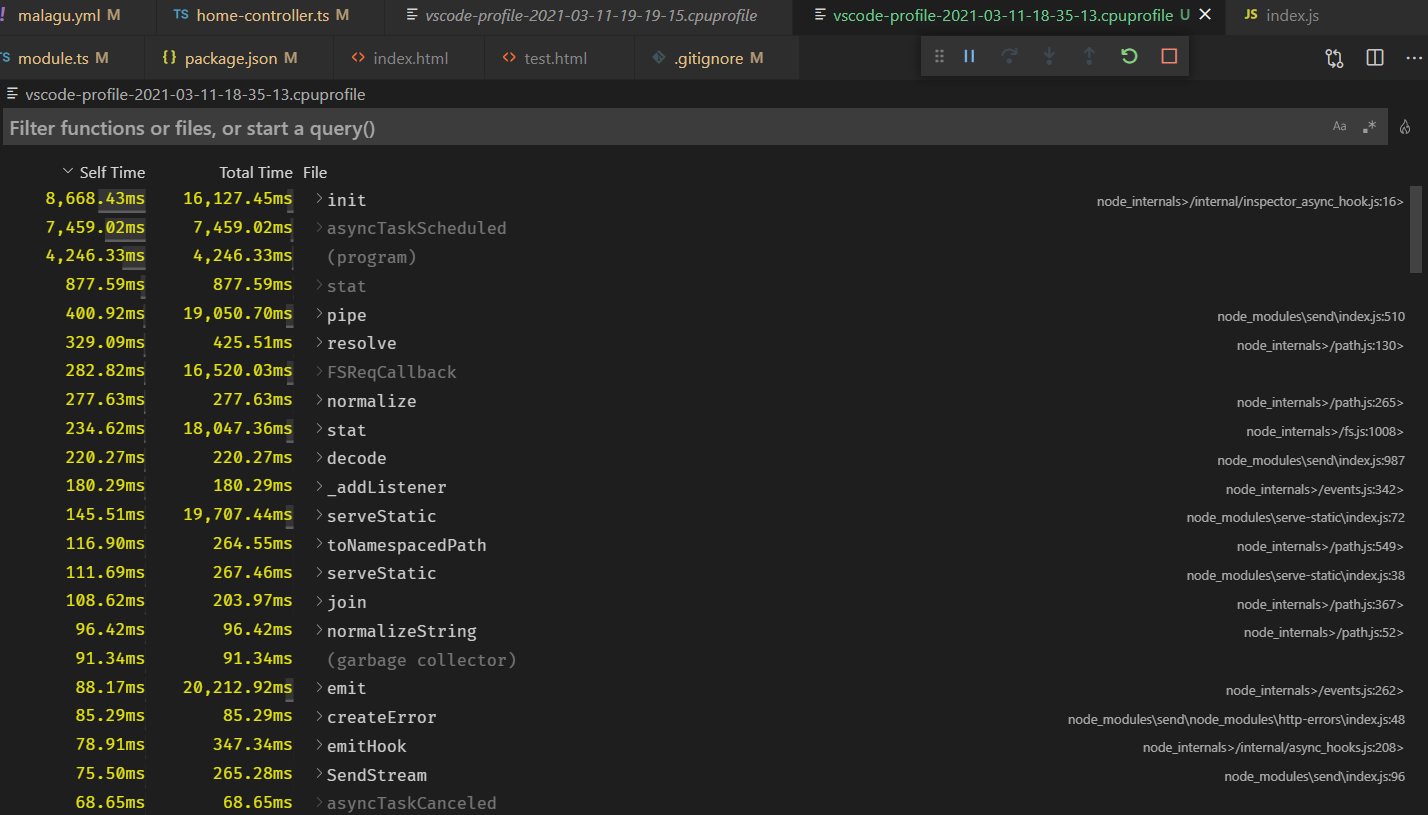 ! malagu.yml M TS home-controller.ts M vscode-profile-2021-03-11-19-19-15.cpuprofile vscode-profile-2021-03-11-18-35-13.cpuprofile U JS index.js
TS module.ts M {} package.json M <> index.html <> test.html .gitignore M
vscode-profile-2021-03-11-18-35-13.cpuprofile
Filter functions or files, or start a query() Aa .*
Self Time Total Time File
8,668.43ms 16,127.45ms init node_internals>/internal/inspector_async_hook.js:16>
7,459.02ms 7,459.02ms asyncTaskScheduled
4,246.33ms 4,246.33ms (program)
877.59ms 877.59ms stat
400.92ms 19,050.70ms pipe node_modules\send\index.js:510
329.09ms 425.51ms resolve node_internals>/path.js:130>
282.82ms 16,520.03ms FSReqCallback
277.63ms 277.63ms normalize node_internals>/path.js:265>
234.62ms 18,047.36ms stat node_internals>/fs.js:1008>
220.27ms 220.27ms decode node_modules\send\index.js:987
180.29ms 180.29ms _addListener node_internals>/events.js:342>
145.51ms 19,707.44ms serveStatic node_modules\serve-static\index.js:72
116.90ms 264.55ms toNamespacedPath node_internals>/path.js:549>
111.69ms 267.46ms serveStatic node_modules\serve-static\index.js:38
108.62ms 203.97ms join node_internals>/path.js:367>
96.42ms 96.42ms normalizeString node_internals>/path.js:52>
91.34ms 91.34ms (garbage collector)
88.17ms 20,212.92ms emit node_internals>/events.js:262>
85.29ms 85.29ms createError node_modules\send\node_modules\http-errors\index.js:48
78.91ms 347.34ms emitHook node_internals>/internal/async_hooks.js:208>
75.50ms 265.28ms SendStream node_modules\send\index.js:96
68.65ms 68.65ms asyncTaskCanceled